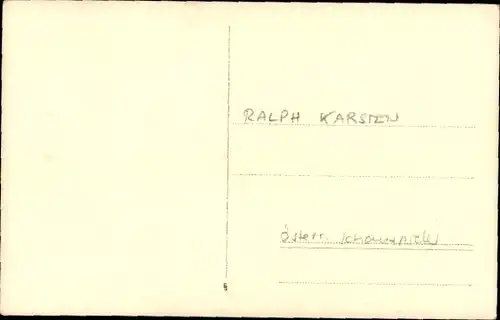 RALPH KARSTEN
österr. Schauspieler